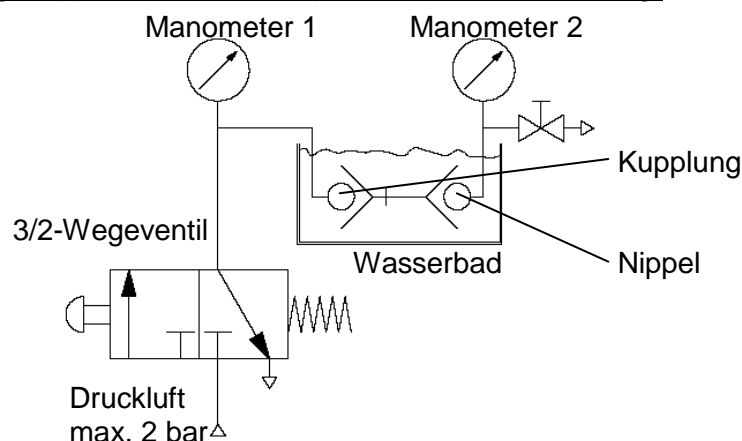 Manometer 1
Manometer 2
Kupplung
3/2-Wegeventil
Wasserbad
Nippel
Druckluft
max. 2 bar